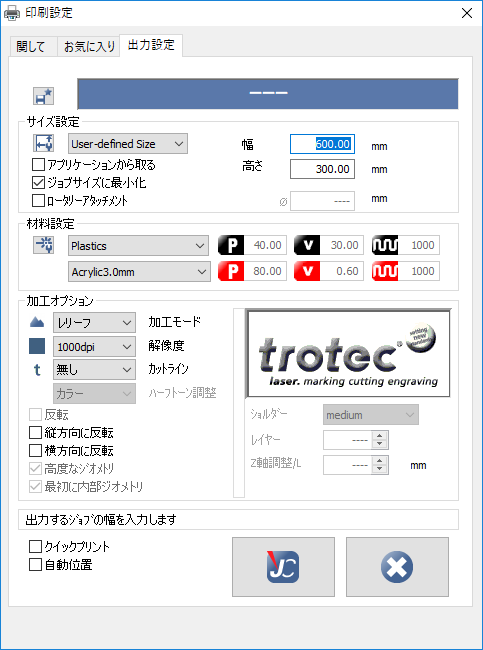 印刷設定
関して お気に入り 出力設定
---
サイズ設定
User-defined Size 幅 600.00 mm
アプリケーションから取る 高さ 300.00 mm
ジョブサイズに最小化
ロータリーアタッチメント ⌀ ---- mm
材料設定
Plastics P 40.00 v 30.00 1000
Acrylic3.0mm P 80.00 v 0.60 1000
加工オプション
レリーフ 加工モード
1000dpi 解像度
t 無し カットライン
カラー ハーフトーン調整
反転
縦方向に反転
横方向に反転
高度なジオメトリ
最初に内部ジオメトリ
trotec®
setting new standards
laser. marking cutting engraving
ショルダー medium
レイヤー ----
Z軸調整/L ---- mm
出力するジョブの幅を入力します
クイックプリント
自動位置
JC